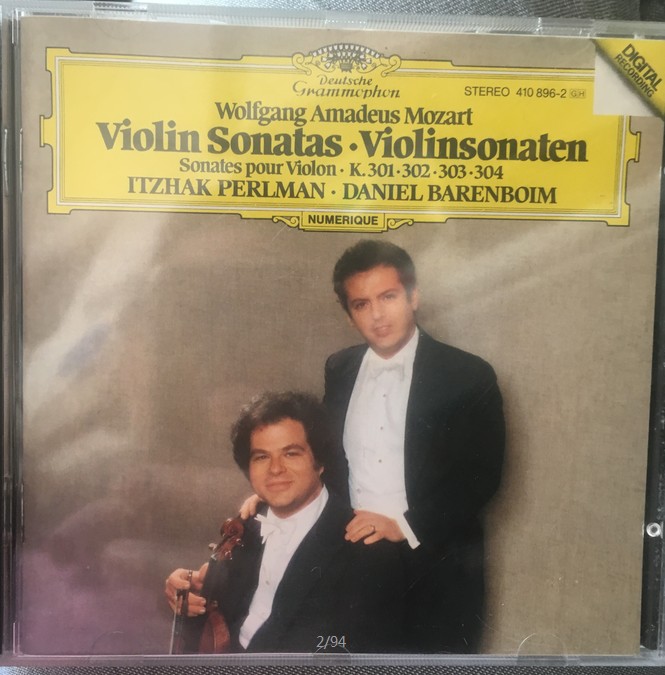 DIGITAL
RECORDING
Deutsche
Grammophon
STEREO 410 896-2 GH
Wolfgang Amadeus Mozart
Violin Sonatas · Violinsonaten
Sonates pour Violon · K. 301 · 302 · 303 · 304
ITZHAK PERLMAN · DANIEL BARENBOIM
NUMERIQUE
2/94